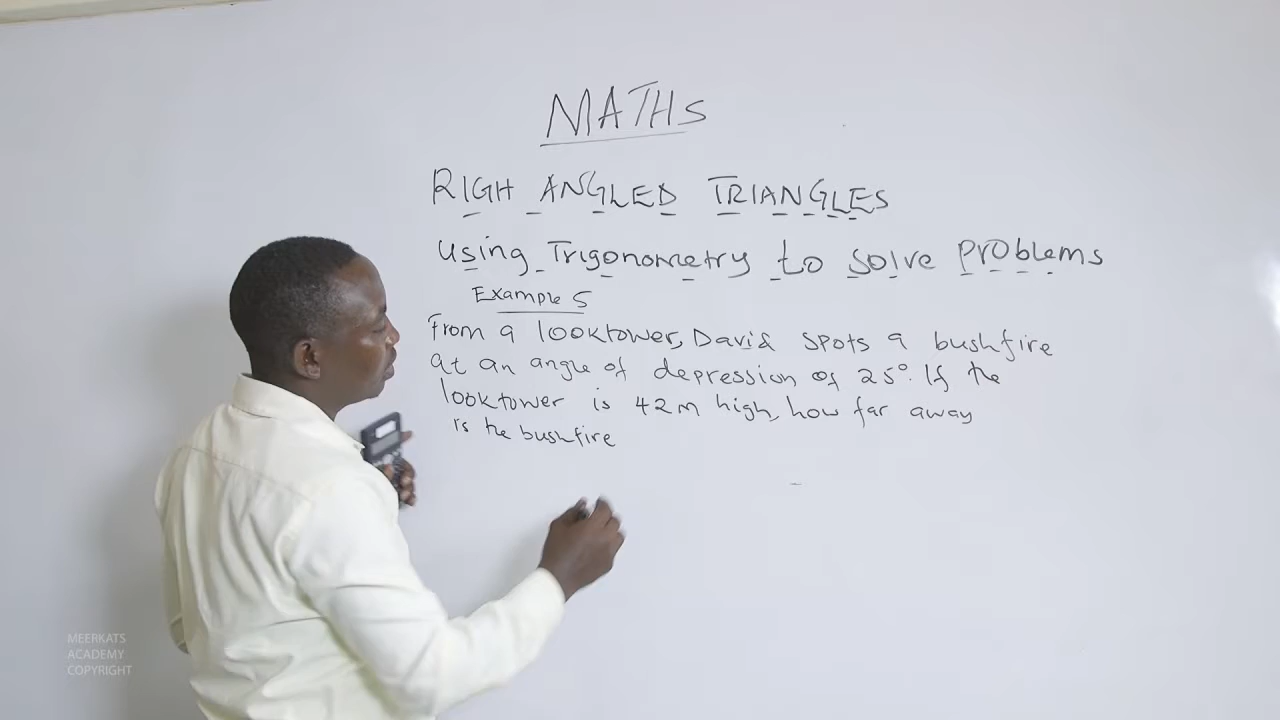 MATHS
RIGH ANGLED TRIANGLES
Using Trigonometry to solve problems
Example 5
From a looktower, David spots a bushfire
at an angle of depression of 25°. If the
looktower is 42m high, how far away
is the bushfire
MEERKATS
ACADEMY
COPYRIGHT